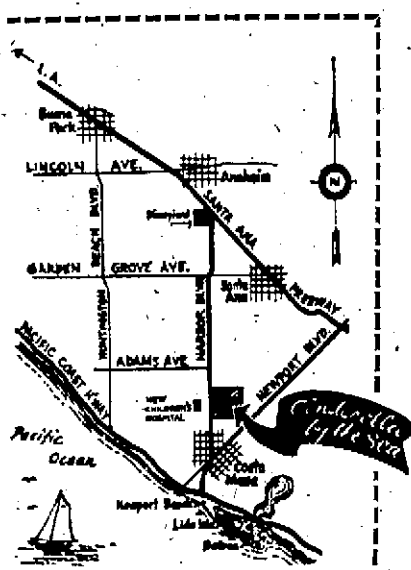 L.A.
Buena
Park
LINCOLN AVE.
Anaheim
N
BEACH BLVD.
Disneyland
SANTA ANA
GARDEN GROVE AVE.
HARBOR BLVD.
Santa
Ana
FREEWAY
HUNTINGTON
PACIFIC COAST H'WAY
ADAMS AVE
NEWPORT BLVD.
NEW
CHILDREN'S
HOSPITAL
Cinderella
by the Sea
Pacific
Ocean
Costa
Mesa
Newport Beach
Lido Isle
Balboa